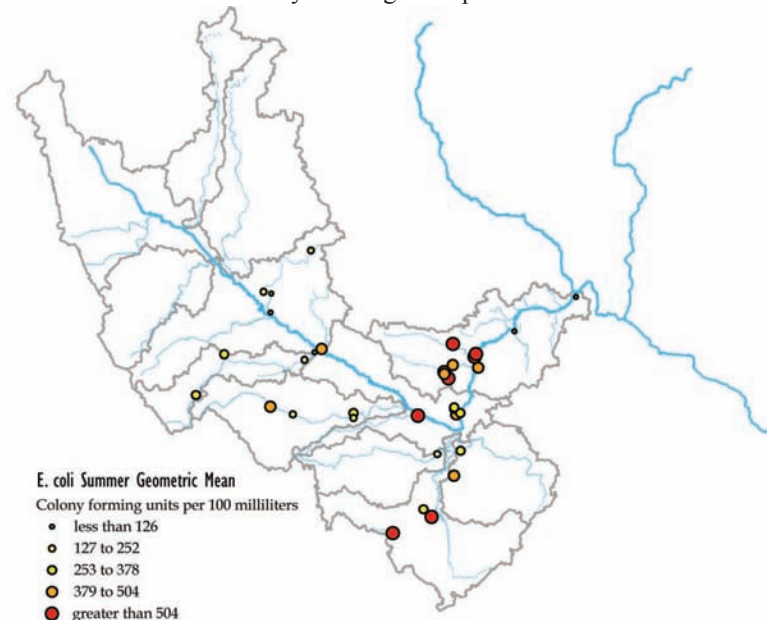 E. coli Summer Geometric Mean
Colony forming units per 100 milliliters
less than 126
127 to 252
253 to 378
379 to 504
greater than 504